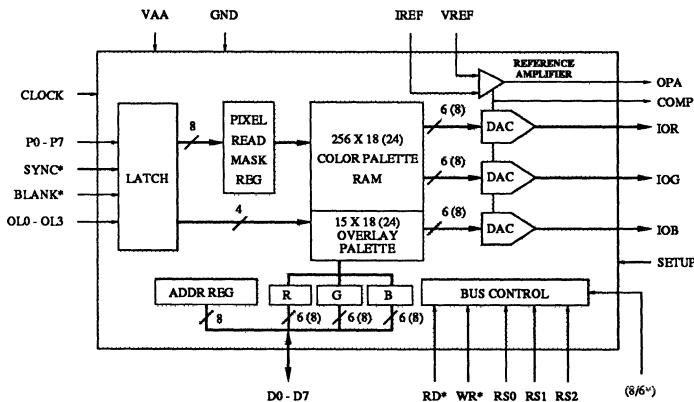 VAA GND IREF VREF
REFERENCE
AMPLIFIER
OPA
CLOCK
COMP
P0 - P7
SYNC*
BLANK*
OL0 - OL3
LATCH
8
PIXEL
READ
MASK
REG
4
256 X 18 (24)
COLOR PALETTE
RAM
15 X 18 (24)
OVERLAY
PALETTE
6 (8)
DAC
IOR
6 (8)
DAC
IOG
6 (8)
DAC
IOB
SETUP
ADDR REG
R G B
BUS CONTROL
8 6 (8) 6 (8) 6 (8)
D0 - D7
RD* WR* RS0 RS1 RS2
(8/6*)